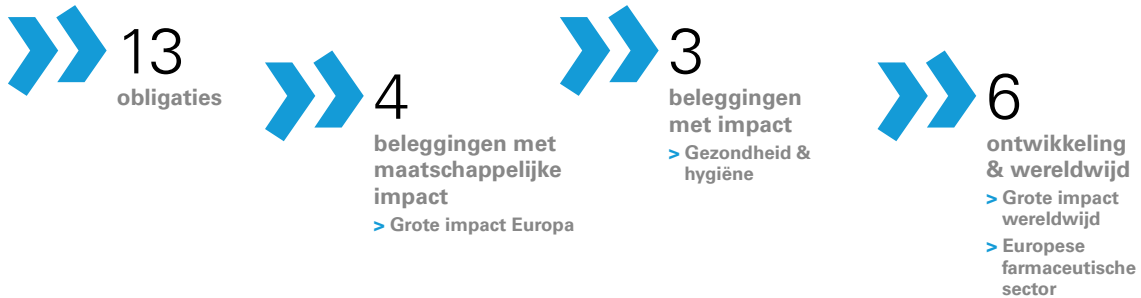 13
obligaties
4
beleggingen met
maatschappelijke
impact
> Grote impact Europa
3
beleggingen
met impact
> Gezondheid &
hygiëne
6
ontwikkeling
& wereldwijd
> Grote impact
wereldwijd
> Europese
farmaceutische
sector